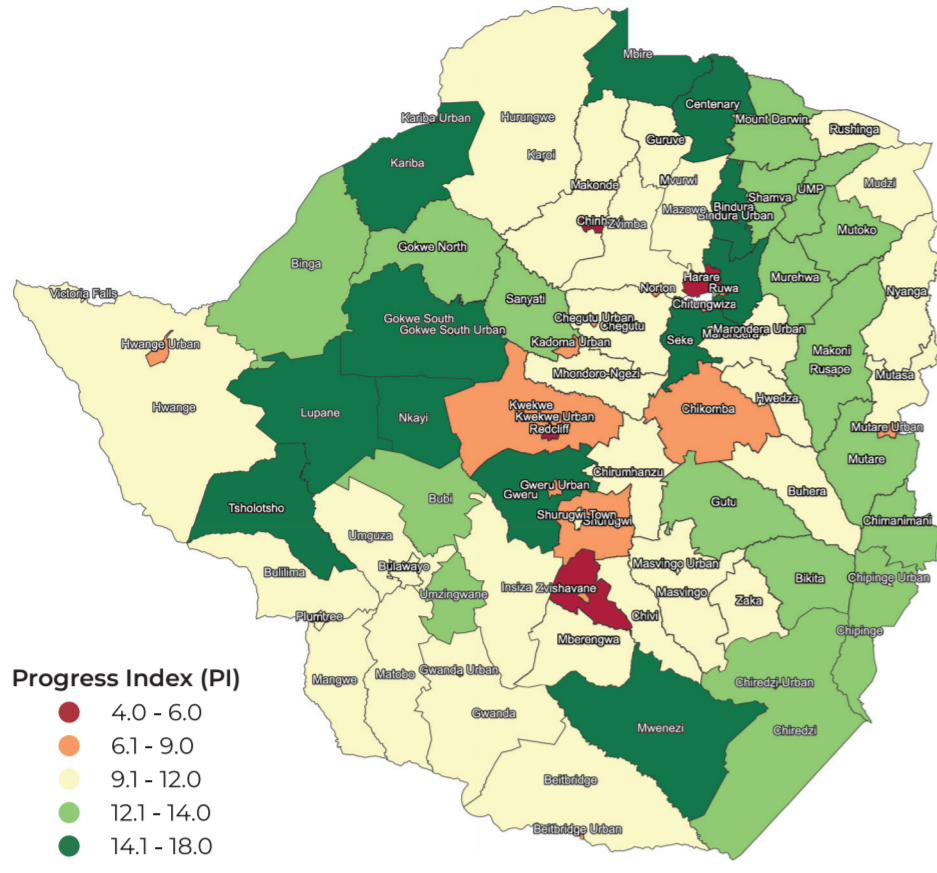 Mbire
Kariba Urban
Hurungwe
Centenary
Mount Darwin
Rushinga
Guruve
Kariba
Karoi
Makonde
Mvurwi
Mudzi
Shamva
UMP
Mazowe
Bindura
Bindura Urban
Chinhoyi
Zvimba
Mutoko
Gokwe North
Binga
Harare
Murehwa
Norton
Ruwa
Victoria Falls
Sanyati
Chitungwiza
Nyanga
Gokwe South
Gokwe South Urban
Chegutu Urban
Chegutu
Marondera Urban
Marondera
Hwange Urban
Kadoma Urban
Seke
Makoni
Rusape
Mhondoro-Ngezi
Mutasa
Hwange
Lupane
Nkayi
Kwekwe
Kwekwe Urban
Redcliff
Chikomba
Hwedza
Mutare Urban
Mutare
Chirumhanzu
Gweru Urban
Gweru
Buhera
Bubi
Gutu
Tsholotsho
Shurugwi Town
Shurugwi
Chimanimani
Umguza
Bulawayo
Masvingo Urban
Bulilima
Insiza
Zvishavane
Bikita
Chipinge Urban
Umzingwane
Masvingo
Zaka
Plumtree
Chivi
Chipinge
Mberengwa
Mangwe
Matobo
Gwanda Urban
Chiredzi Urban
Gwanda
Mwenezi
Chiredzi
Beitbridge
Beitbridge Urban
Progress Index (PI)
4.0 - 6.0
6.1 - 9.0
9.1 - 12.0
12.1 - 14.0
14.1 - 18.0